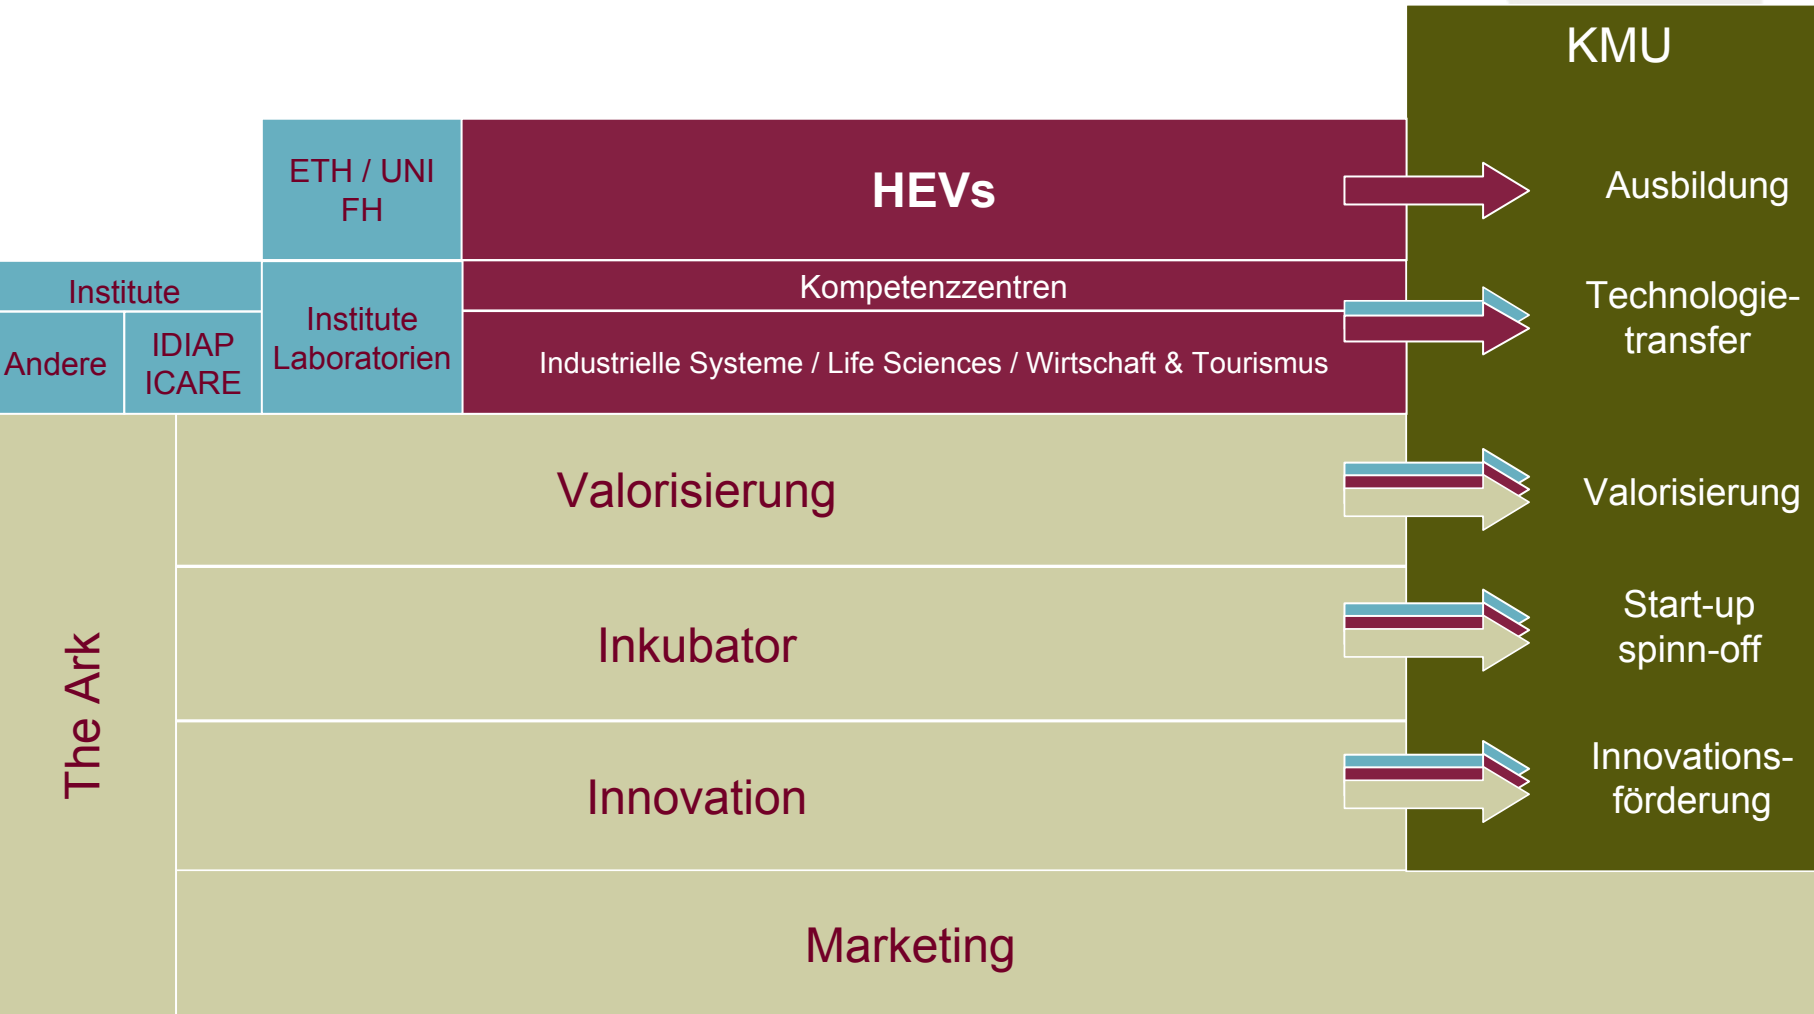 KMU
ETH / UNI
FH
HEVs
Ausbildung
Institute
Andere
IDIAP
ICARE
Institute
Laboratorien
Kompetenzzentren
Industrielle Systeme / Life Sciences / Wirtschaft & Tourismus
Technologie-
transfer
The Ark
Valorisierung
Valorisierung
Inkubator
Start-up
spinn-off
Innovation
Innovations-
förderung
Marketing